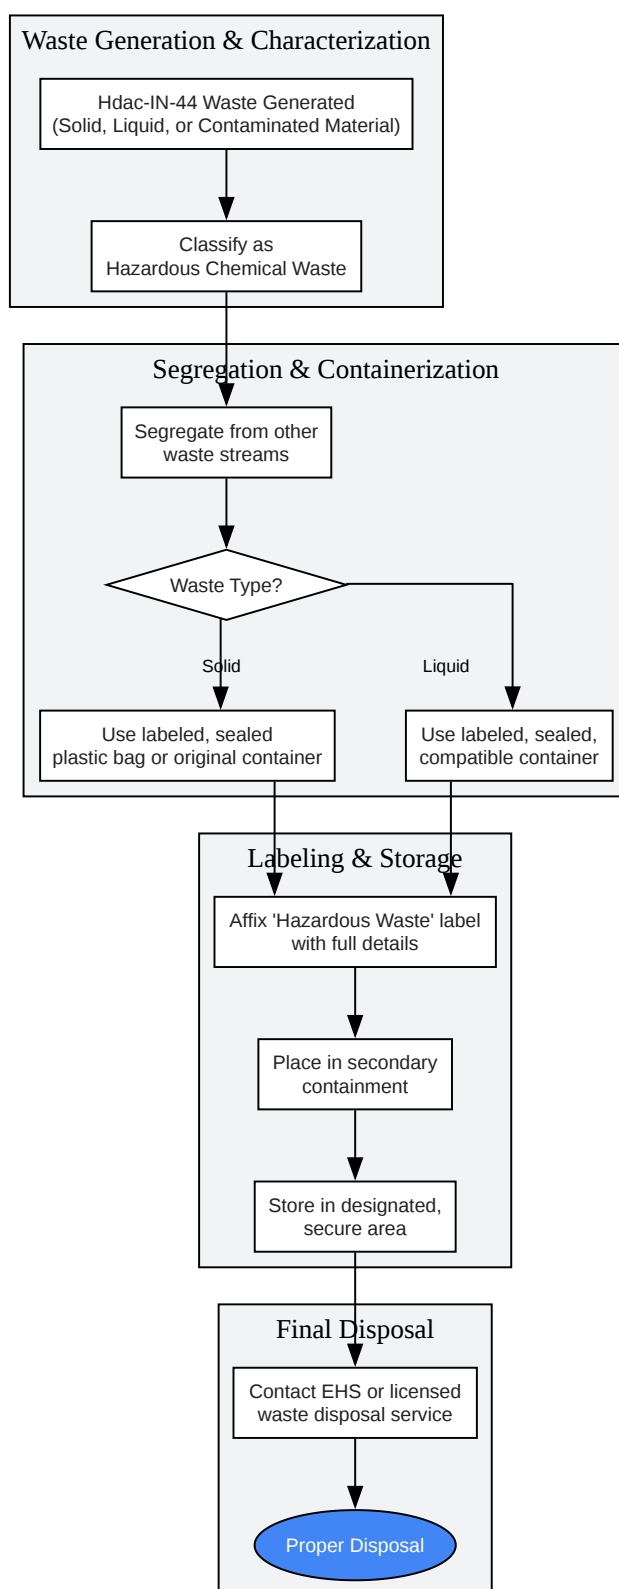 Waste Generation & Characterization
Hdac-IN-44 Waste Generated
(Solid, Liquid, or Contaminated Material)
Classify as
Hazardous Chemical Waste
Segregation & Containerization
Segregate from other
waste streams
Waste Type?
Solid
Liquid
Use labeled, sealed
plastic bag or original container
Use labeled, sealed,
compatible container
Labeling & Storage
Affix 'Hazardous Waste' label
with full details
Place in secondary
containment
Store in designated,
secure area
Final Disposal
Contact EHS or licensed
waste disposal service
Proper Disposal